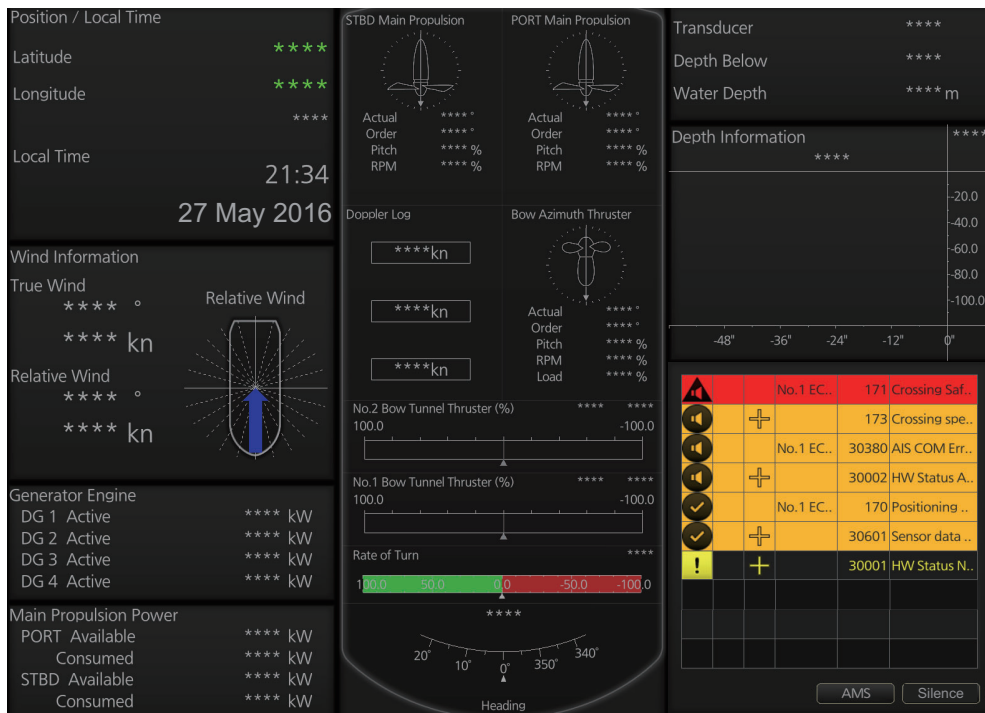 Position / Local Time
Latitude ****
Longitude ****
****
Local Time
21:34
27 May 2016
Wind Information
True Wind
**** °
**** kn
Relative Wind
Relative Wind
**** °
**** kn
Generator Engine
DG 1 Active **** kW
DG 2 Active **** kW
DG 3 Active **** kW
DG 4 Active **** kW
Main Propulsion Power
PORT Available **** kW
Consumed **** kW
STBD Available **** kW
Consumed **** kW
STBD Main Propulsion
Actual **** °
Order **** °
Pitch **** %
RPM **** %
PORT Main Propulsion
Actual **** °
Order **** °
Pitch **** %
RPM **** %
Doppler Log
****kn
****kn
****kn
Bow Azimuth Thruster
Actual **** °
Order **** °
Pitch **** %
RPM **** %
Load **** %
No.2 Bow Tunnel Thruster (%) **** ****
100.0 -100.0
No.1 Bow Tunnel Thruster (%) **** ****
100.0 -100.0
Rate of Turn ****
100.0 50.0 0.0 -50.0 -100.0
****
20° 10° 0° 350° 340°
Heading
Transducer ****
Depth Below ****
Water Depth **** m
Depth Information ****
****
-20.0
-40.0
-60.0
-80.0
-100.0
-48" -36" -24" -12" 0"
No.1 EC.. 171 Crossing Saf..
173 Crossing spe..
No.1 EC.. 30380 AIS COM Err..
30002 HW Status A..
No.1 EC.. 170 Positioning ..
30601 Sensor data ..
30001 HW Status N..
AMS Silence